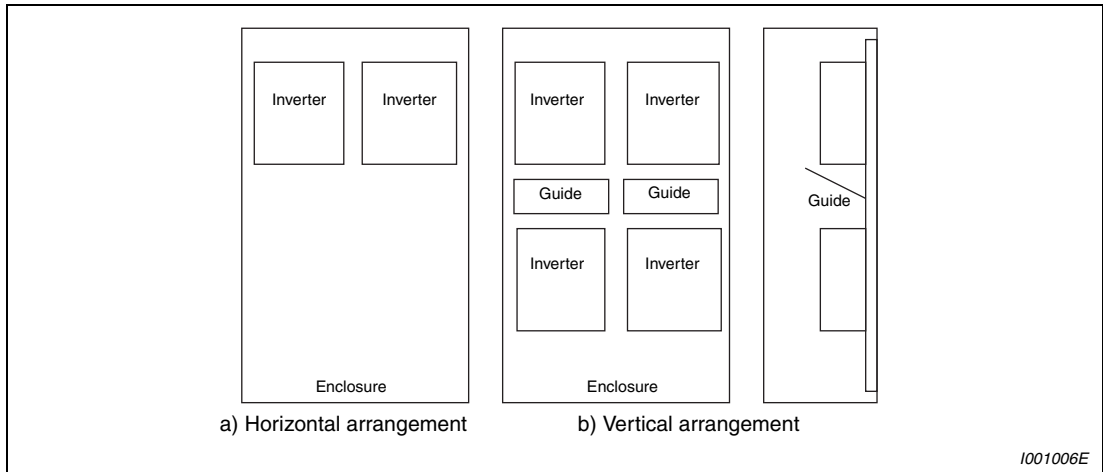 Inverter Inverter
Inverter Inverter
Guide Guide
Guide
Inverter Inverter
Enclosure
Enclosure
a) Horizontal arrangement
b) Vertical arrangement
I001006E